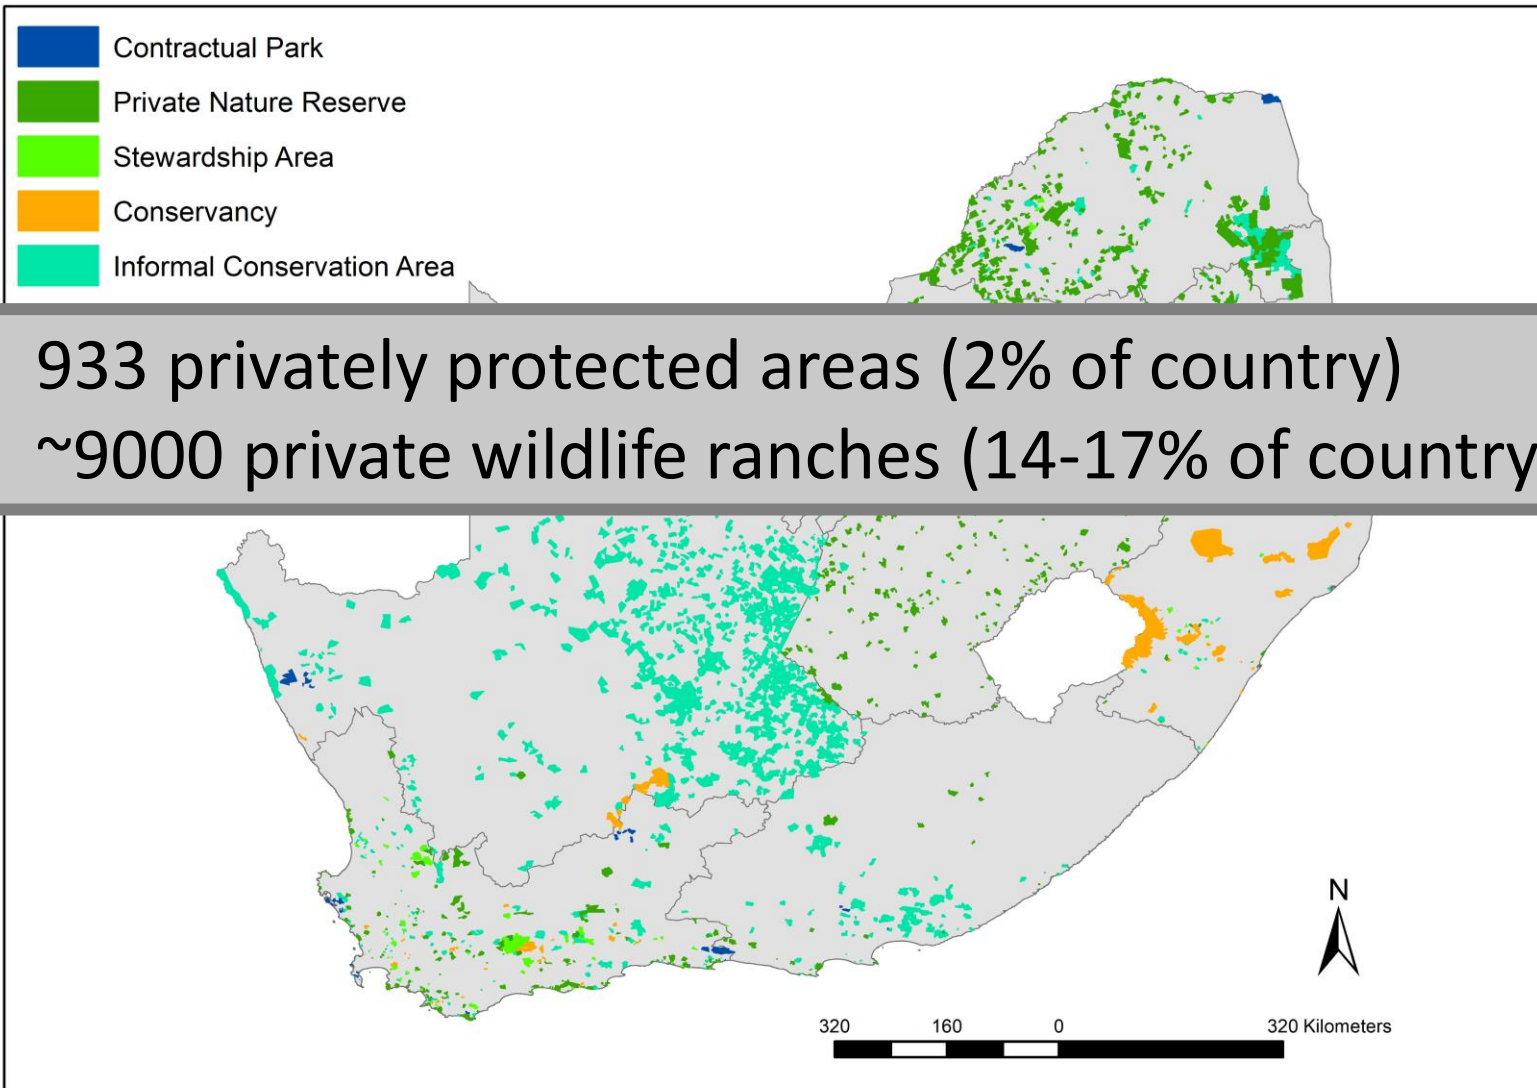 Contractual Park
Private Nature Reserve
Stewardship Area
Conservancy
Informal Conservation Area
933 privately protected areas (2% of country)
~9000 private wildlife ranches (14-17% of country
N
320 160 0 320 Kilometers